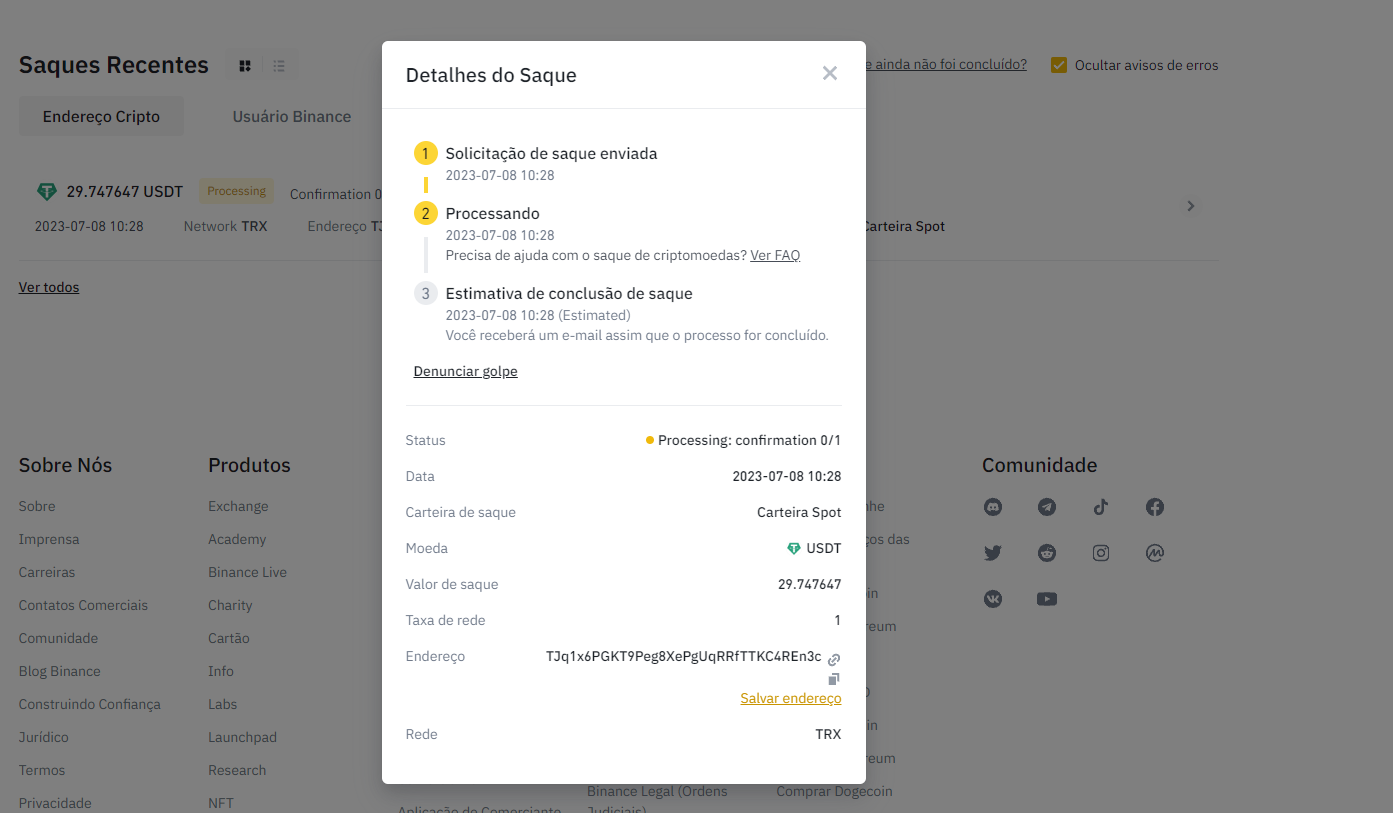 Saques Recentes
e ainda não foi concluído?
Ocultar avisos de erros
Endereço Cripto
Usuário Binance
29.747647 USDT
Processing
Confirmation 0
2023-07-08 10:28
Network TRX
Endereço TJ
Carteira Spot
Ver todos
Detalhes do Saque
1 Solicitação de saque enviada
2023-07-08 10:28
2 Processando
2023-07-08 10:28
Precisa de ajuda com o saque de criptomoedas? Ver FAQ
3 Estimativa de conclusão de saque
2023-07-08 10:28 (Estimated)
Você receberá um e-mail assim que o processo for concluído.
Denunciar golpe
Status Processing: confirmation 0/1
Data 2023-07-08 10:28
Carteira de saque Carteira Spot
Moeda USDT
Valor de saque 29.747647
Taxa de rede 1
Endereço TJq1x6PGKT9Peg8XePgUqRRfTTKC4REn3c
Salvar endereço
Rede TRX
Sobre Nós
Sobre
Imprensa
Carreiras
Contatos Comerciais
Comunidade
Blog Binance
Construindo Confiança
Jurídico
Termos
Privacidade
Produtos
Exchange
Academy
Binance Live
Charity
Cartão
Info
Labs
Launchpad
Research
NFT
Aplicação de Comerciante
Binance Legal (Ordens
Judiciais)
nhe
ços das
in
reum
in
reum
Comprar Dogecoin
Comunidade